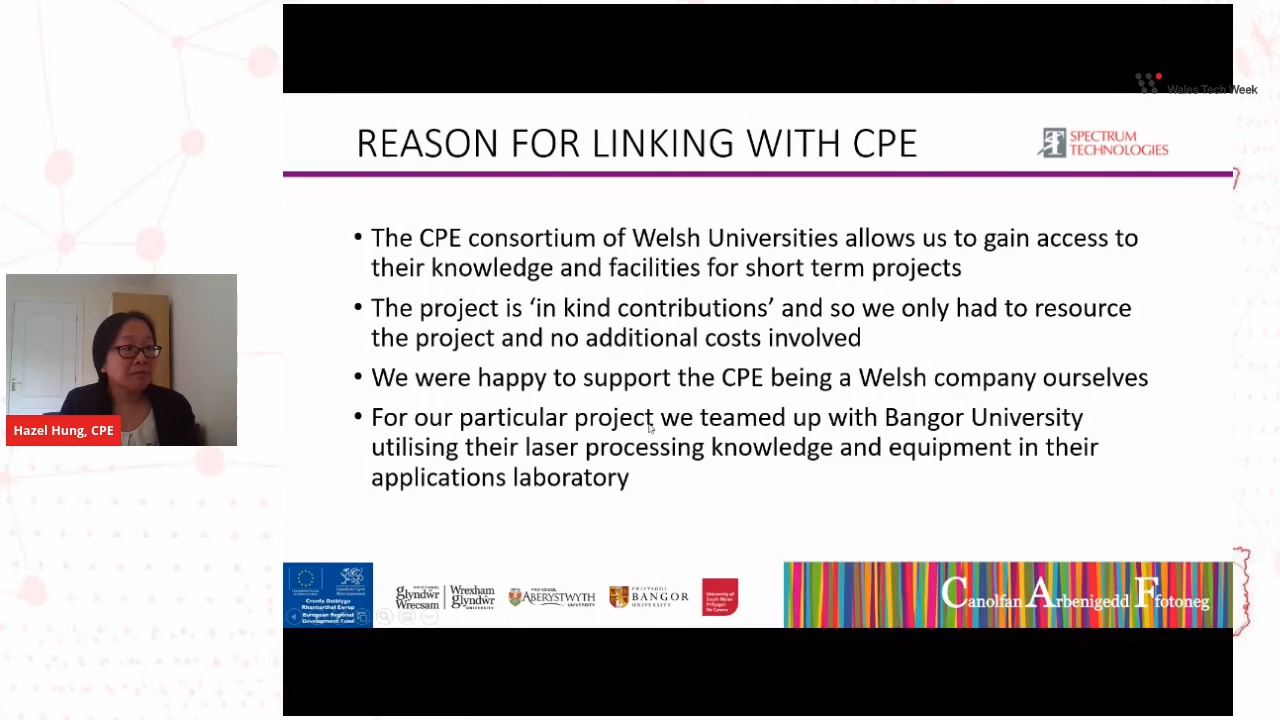 Wales Tech Week
REASON FOR LINKING WITH CPE
SPECTRUM
TECHNOLOGIES
• The CPE consortium of Welsh Universities allows us to gain access to
their knowledge and facilities for short term projects
• The project is ‘in kind contributions’ and so we only had to resource
the project and no additional costs involved
• We were happy to support the CPE being a Welsh company ourselves
• For our particular project we teamed up with Bangor University
utilising their laser processing knowledge and equipment in their
applications laboratory
Hazel Hung, CPE
Cronfa Datblygu
Rhanbarthol Ewrop
European Regional
Development Fund
glyndŵr
Wrecsam
Wrexham
glyndŵr
UNIVERSITY
PRIFYSGOL
ABERYSTWYTH
UNIVERSITY
PRIFYSGOL
BANGOR
UNIVERSITY
University of
South Wales
Prifysgol
De Cymru
Canolfan Arbenigedd Ffotoneg